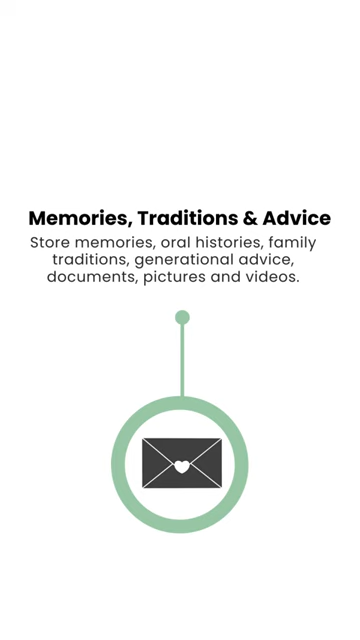 Memories, Traditions & Advice
Store memories, oral histories, family
traditions, generational advice,
documents, pictures and videos.